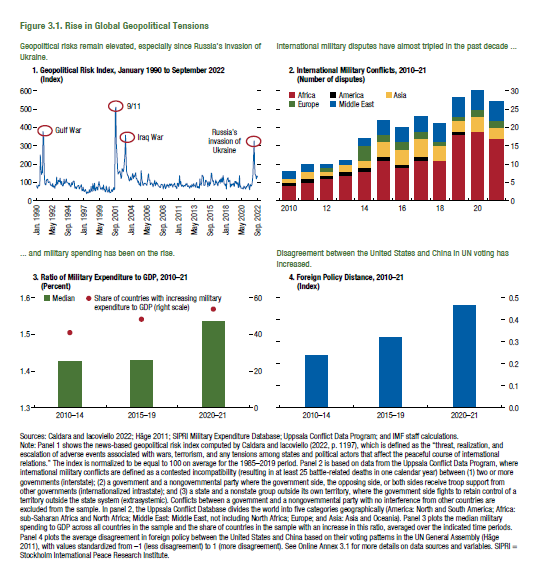 Figure 3.1. Rise in Global Geopolitical Tensions
Geopolitical risks remain elevated, especially since Russia's invasion of
Ukraine.
1. Geopolitical Risk Index, January 1990 to September 2022
(Index)
600
500
400
300
200
100
0
Gulf War
9/11
Iraq War
Russia's
invasion of
Ukraine
Jan. 1990
May 1992
Sep. 1994
Jan. 1997
May 1999
Sep. 2001
Jan. 2004
May 2006
Sep. 2008
Jan. 2011
May 2013
Sep. 2015
Jan. 2018
May 2020
Sep. 2022
International military disputes have almost tripled in the past decade ...
2. International Military Conflicts, 2010–21
(Number of disputes)
Africa
America
Asia
Europe
Middle East
30
25
20
15
10
5
0
2010
12
14
16
18
20
... and military spending has been on the rise.
3. Ratio of Military Expenditure to GDP, 2010–21
(Percent)
Median
Share of countries with increasing military
expenditure to GDP (right scale)
1.6
1.5
1.4
1.3
60
40
20
0
2010–14
2015–19
2020–21
Disagreement between the United States and China in UN voting has
increased.
4. Foreign Policy Distance, 2010–21
(Index)
0.5
0.4
0.3
0.2
0.1
0.0
2010–14
2015–19
2020–21
Sources: Caldara and Iacoviello 2022; Häge 2011; SIPRI Military Expenditure Database; Uppsala Conflict Data Program; and IMF staff calculations.
Note: Panel 1 shows the news-based geopolitical risk index computed by Caldara and Iacoviello (2022, p. 1197), which is defined as the "threat, realization, and
escalation of adverse events associated with wars, terrorism, and any tensions among states and political actors that affect the peaceful course of international
relations." The index is normalized to be equal to 100 on average for the 1985–2019 period. Panel 2 is based on data from the Uppsala Conflict Data Program, where
international military conflicts are defined as a contested incompatibility (resulting in at least 25 battle-related deaths in one calendar year) between (1) two or more
governments (interstate); (2) a government and a nongovernmental party where the government side, the opposing side, or both sides receive troop support from
other governments (internationalized intrastate); and (3) a state and a nonstate group outside its own territory, where the government side fights to retain control of a
territory outside the state system (extrasystemic). Conflicts between a government and a nongovernmental party with no interference from other countries are
excluded from the sample. In panel 2, the Uppsala Conflict Database divides the world into five categories geographically (America: North and South America; Africa:
sub-Saharan Africa and North Africa; Middle East: Middle East, not including North Africa; Europe; and Asia: Asia and Oceania). Panel 3 plots the median military
spending to GDP across all countries in the sample and the share of countries in the sample with an increase in this ratio, averaged over the indicated time periods.
Panel 4 plots the average disagreement in foreign policy between the United States and China based on their voting patterns in the UN General Assembly (Häge
2011), with values standardized from –1 (less disagreement) to 1 (more disagreement). See Online Annex 3.1 for more details on data sources and variables. SIPRI =
Stockholm International Peace Research Institute.